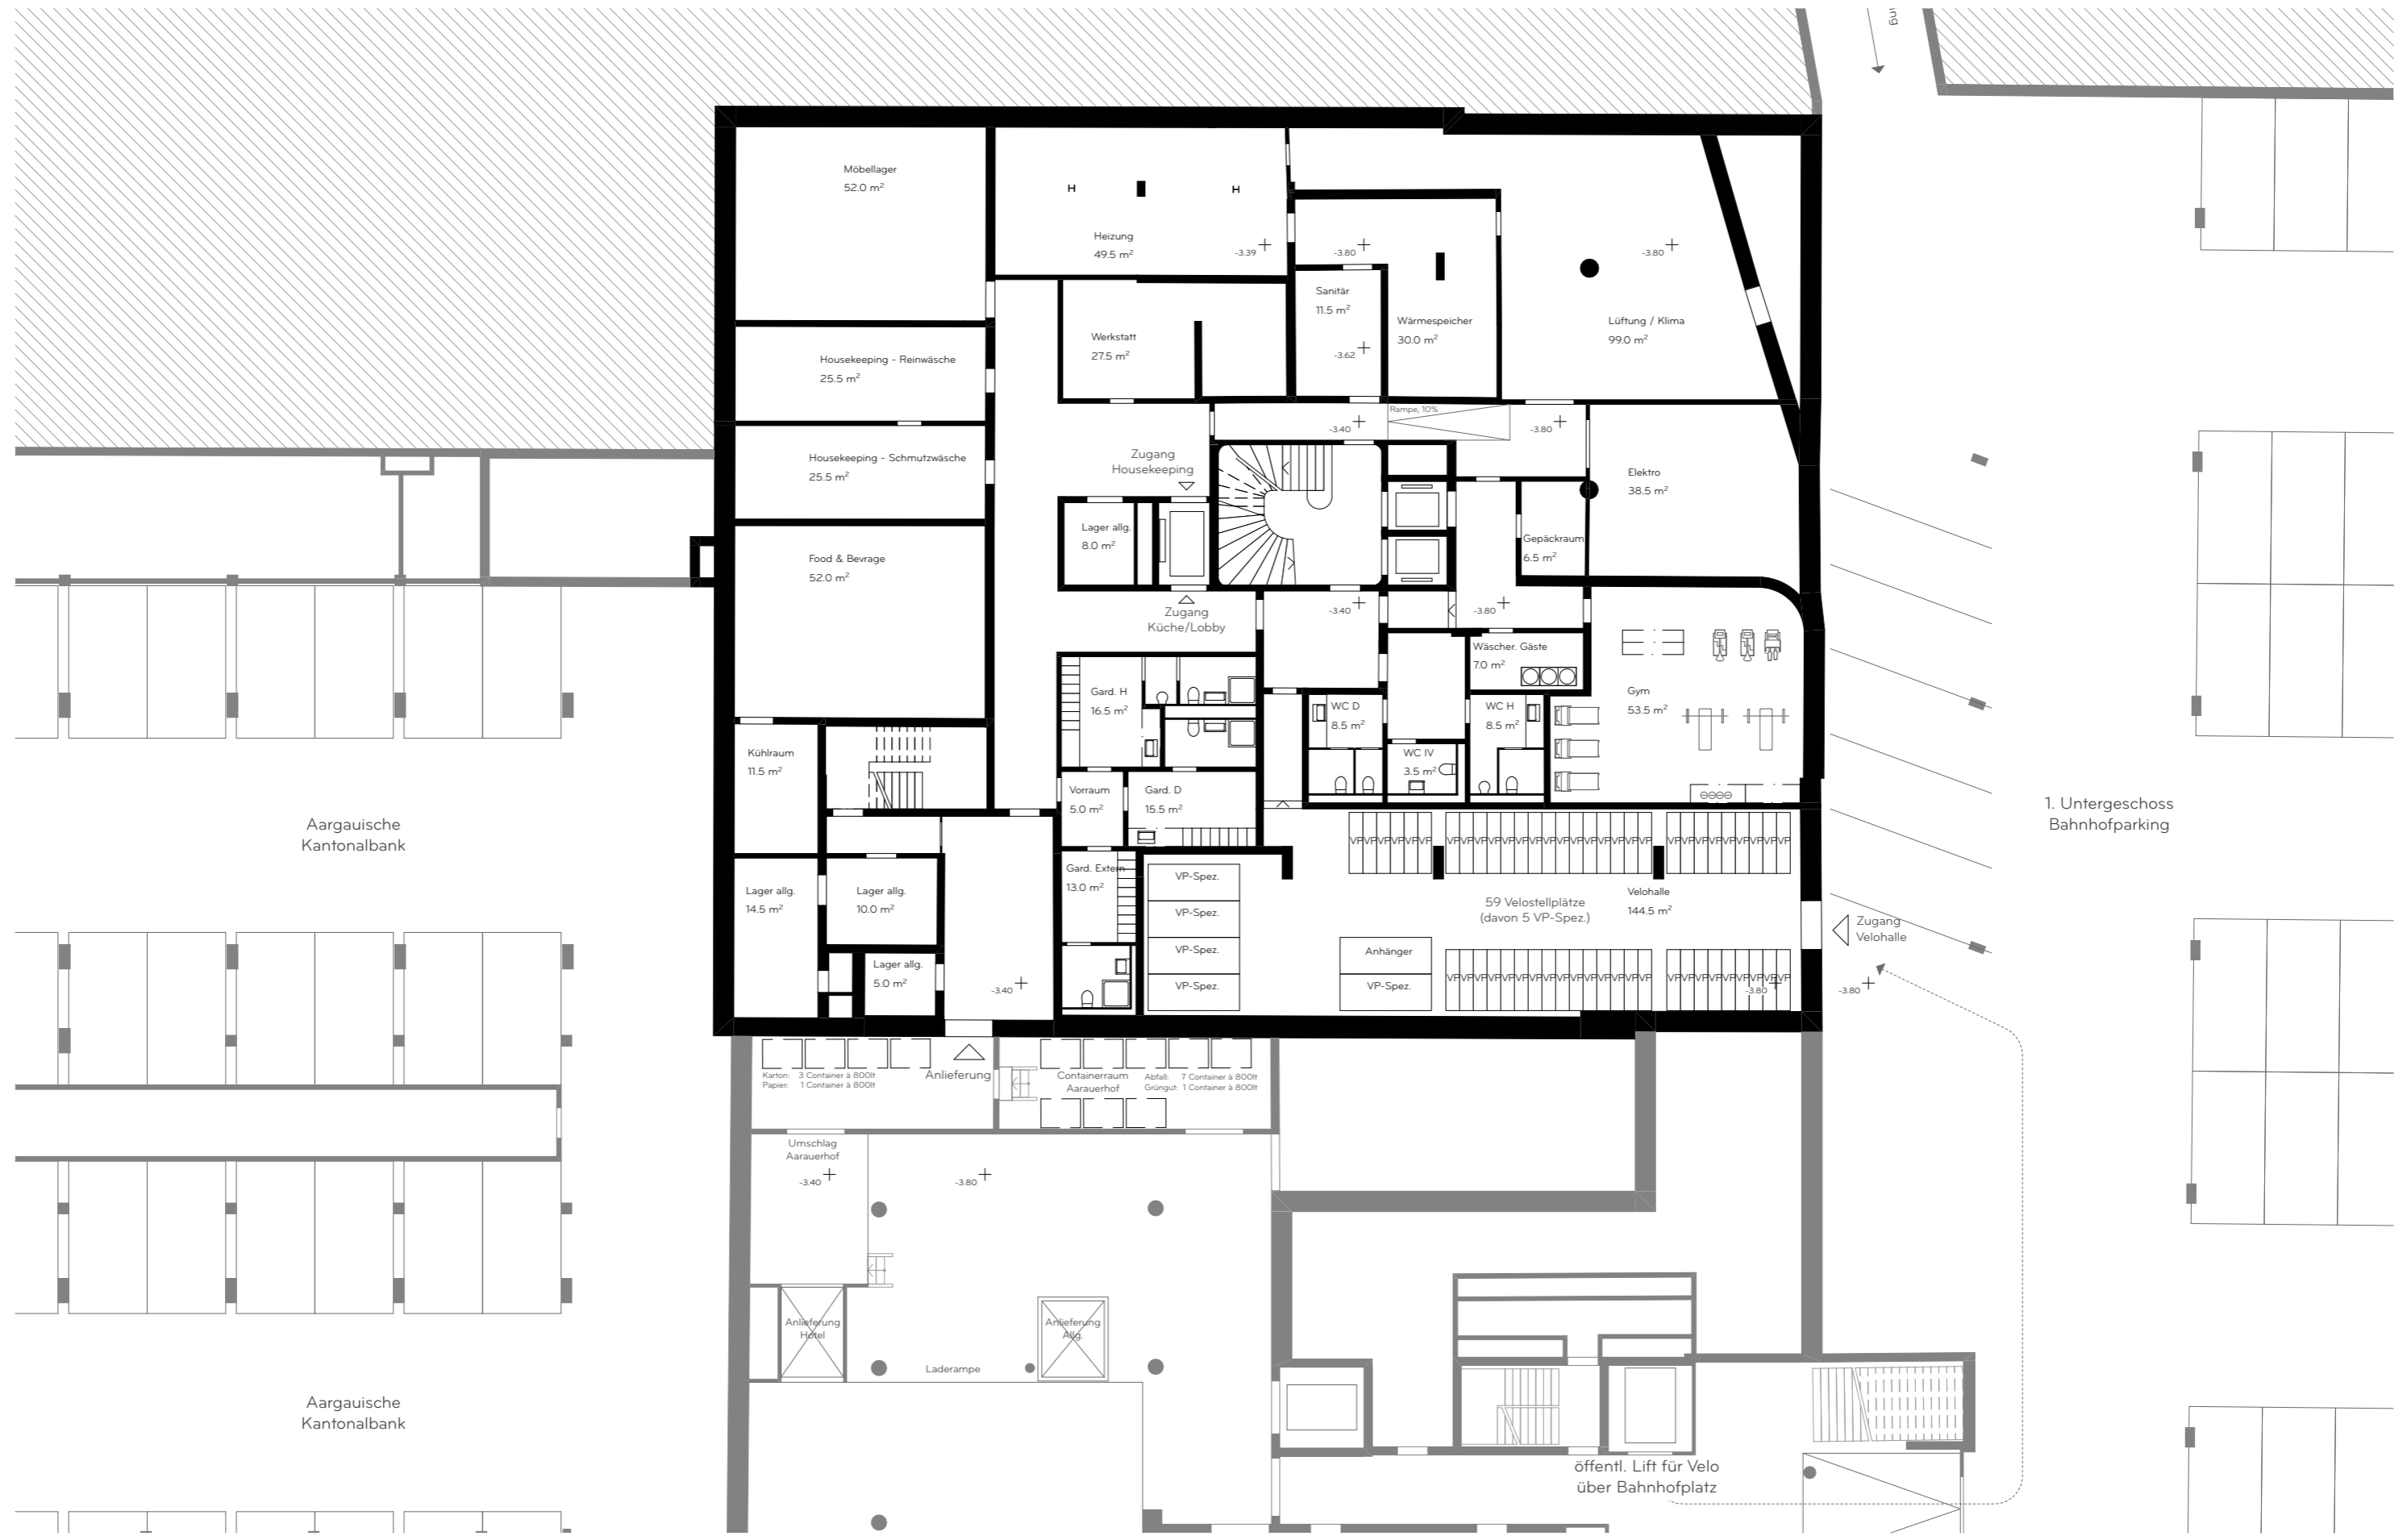 ing
Möbellager
52.0 m²
H
H
Heizung
49.5 m²
-3.39
-3.80
-3.80
Sanitär
11.5 m²
-3.62
Wärmespeicher
30.0 m²
Lüftung / Klima
99.0 m²
Werkstatt
27.5 m²
Housekeeping - Reinwäsche
25.5 m²
Rampe, 10%
-3.40
-3.80
Housekeeping - Schmutzwäsche
25.5 m²
Zugang
Housekeeping
Elektro
38.5 m²
Lager allg.
8.0 m²
Gepäckraum
6.5 m²
Food & Bevrage
52.0 m²
Zugang
Küche/Lobby
-3.40
-3.80
Wäscher. Gäste
7.0 m²
Gard. H
16.5 m²
WC D
8.5 m²
WC H
8.5 m²
Gym
53.5 m²
Kühlraum
11.5 m²
WC IV
3.5 m²
Vorraum
5.0 m²
Gard. D
15.5 m²
Aargauische
Kantonalbank
1. Untergeschoss
Bahnhofparking
VPVPVPVPVPVP
VPVPVPVPVPVPVPVPVPVPVPVPVPVPVP
VPVPVPVPVPVPVPVPVP
Gard. Extern
13.0 m²
VP-Spez.
VP-Spez.
VP-Spez.
VP-Spez.
Lager allg.
14.5 m²
Lager allg.
10.0 m²
59 Velostellplätze
(davon 5 VP-Spez.)
Velohalle
144.5 m²
Zugang
Velohalle
Anhänger
VP-Spez.
VPVPVPVPVPVPVPVPVPVPVPVPVPVPVP
VPVPVPVPVPVPVPVPVP
-3.80
-3.80
Lager allg.
5.0 m²
-3.40
Karton: 3 Container à 800lt
Papier: 1 Container à 800lt
Anlieferung
Containerraum
Aarauerhof
Abfall: 7 Container à 800lt
Grüngut: 1 Container à 800lt
Umschlag
Aarauerhof
-3.40
-3.80
Anlieferung
Hotel
Anlieferung
Allg.
Laderampe
Aargauische
Kantonalbank
öffentl. Lift für Velo
über Bahnhofplatz